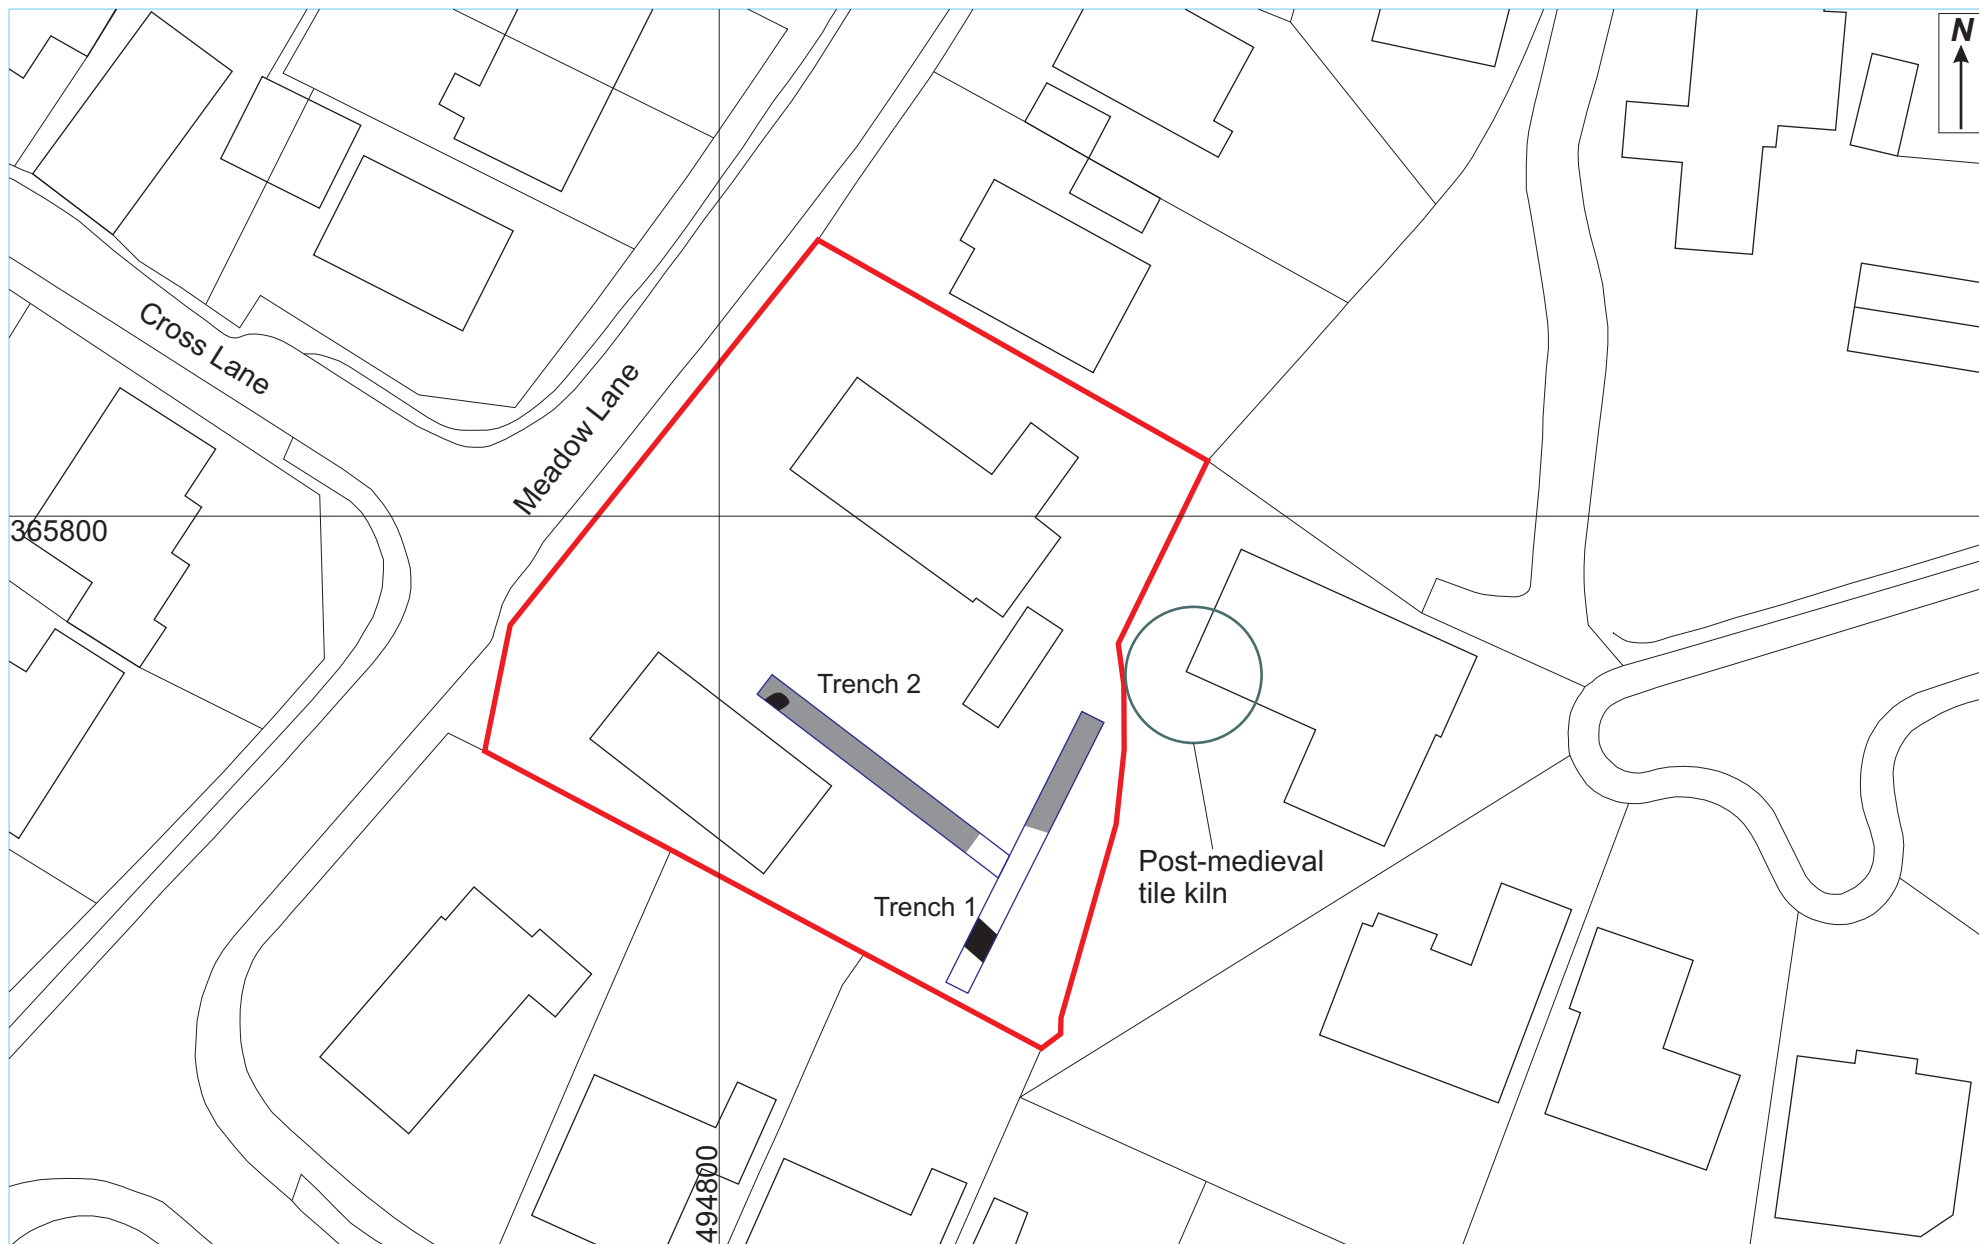 N
Cross Lane
Meadow Lane
365800
Trench 2
Post-medieval
tile kiln
Trench 1
494800